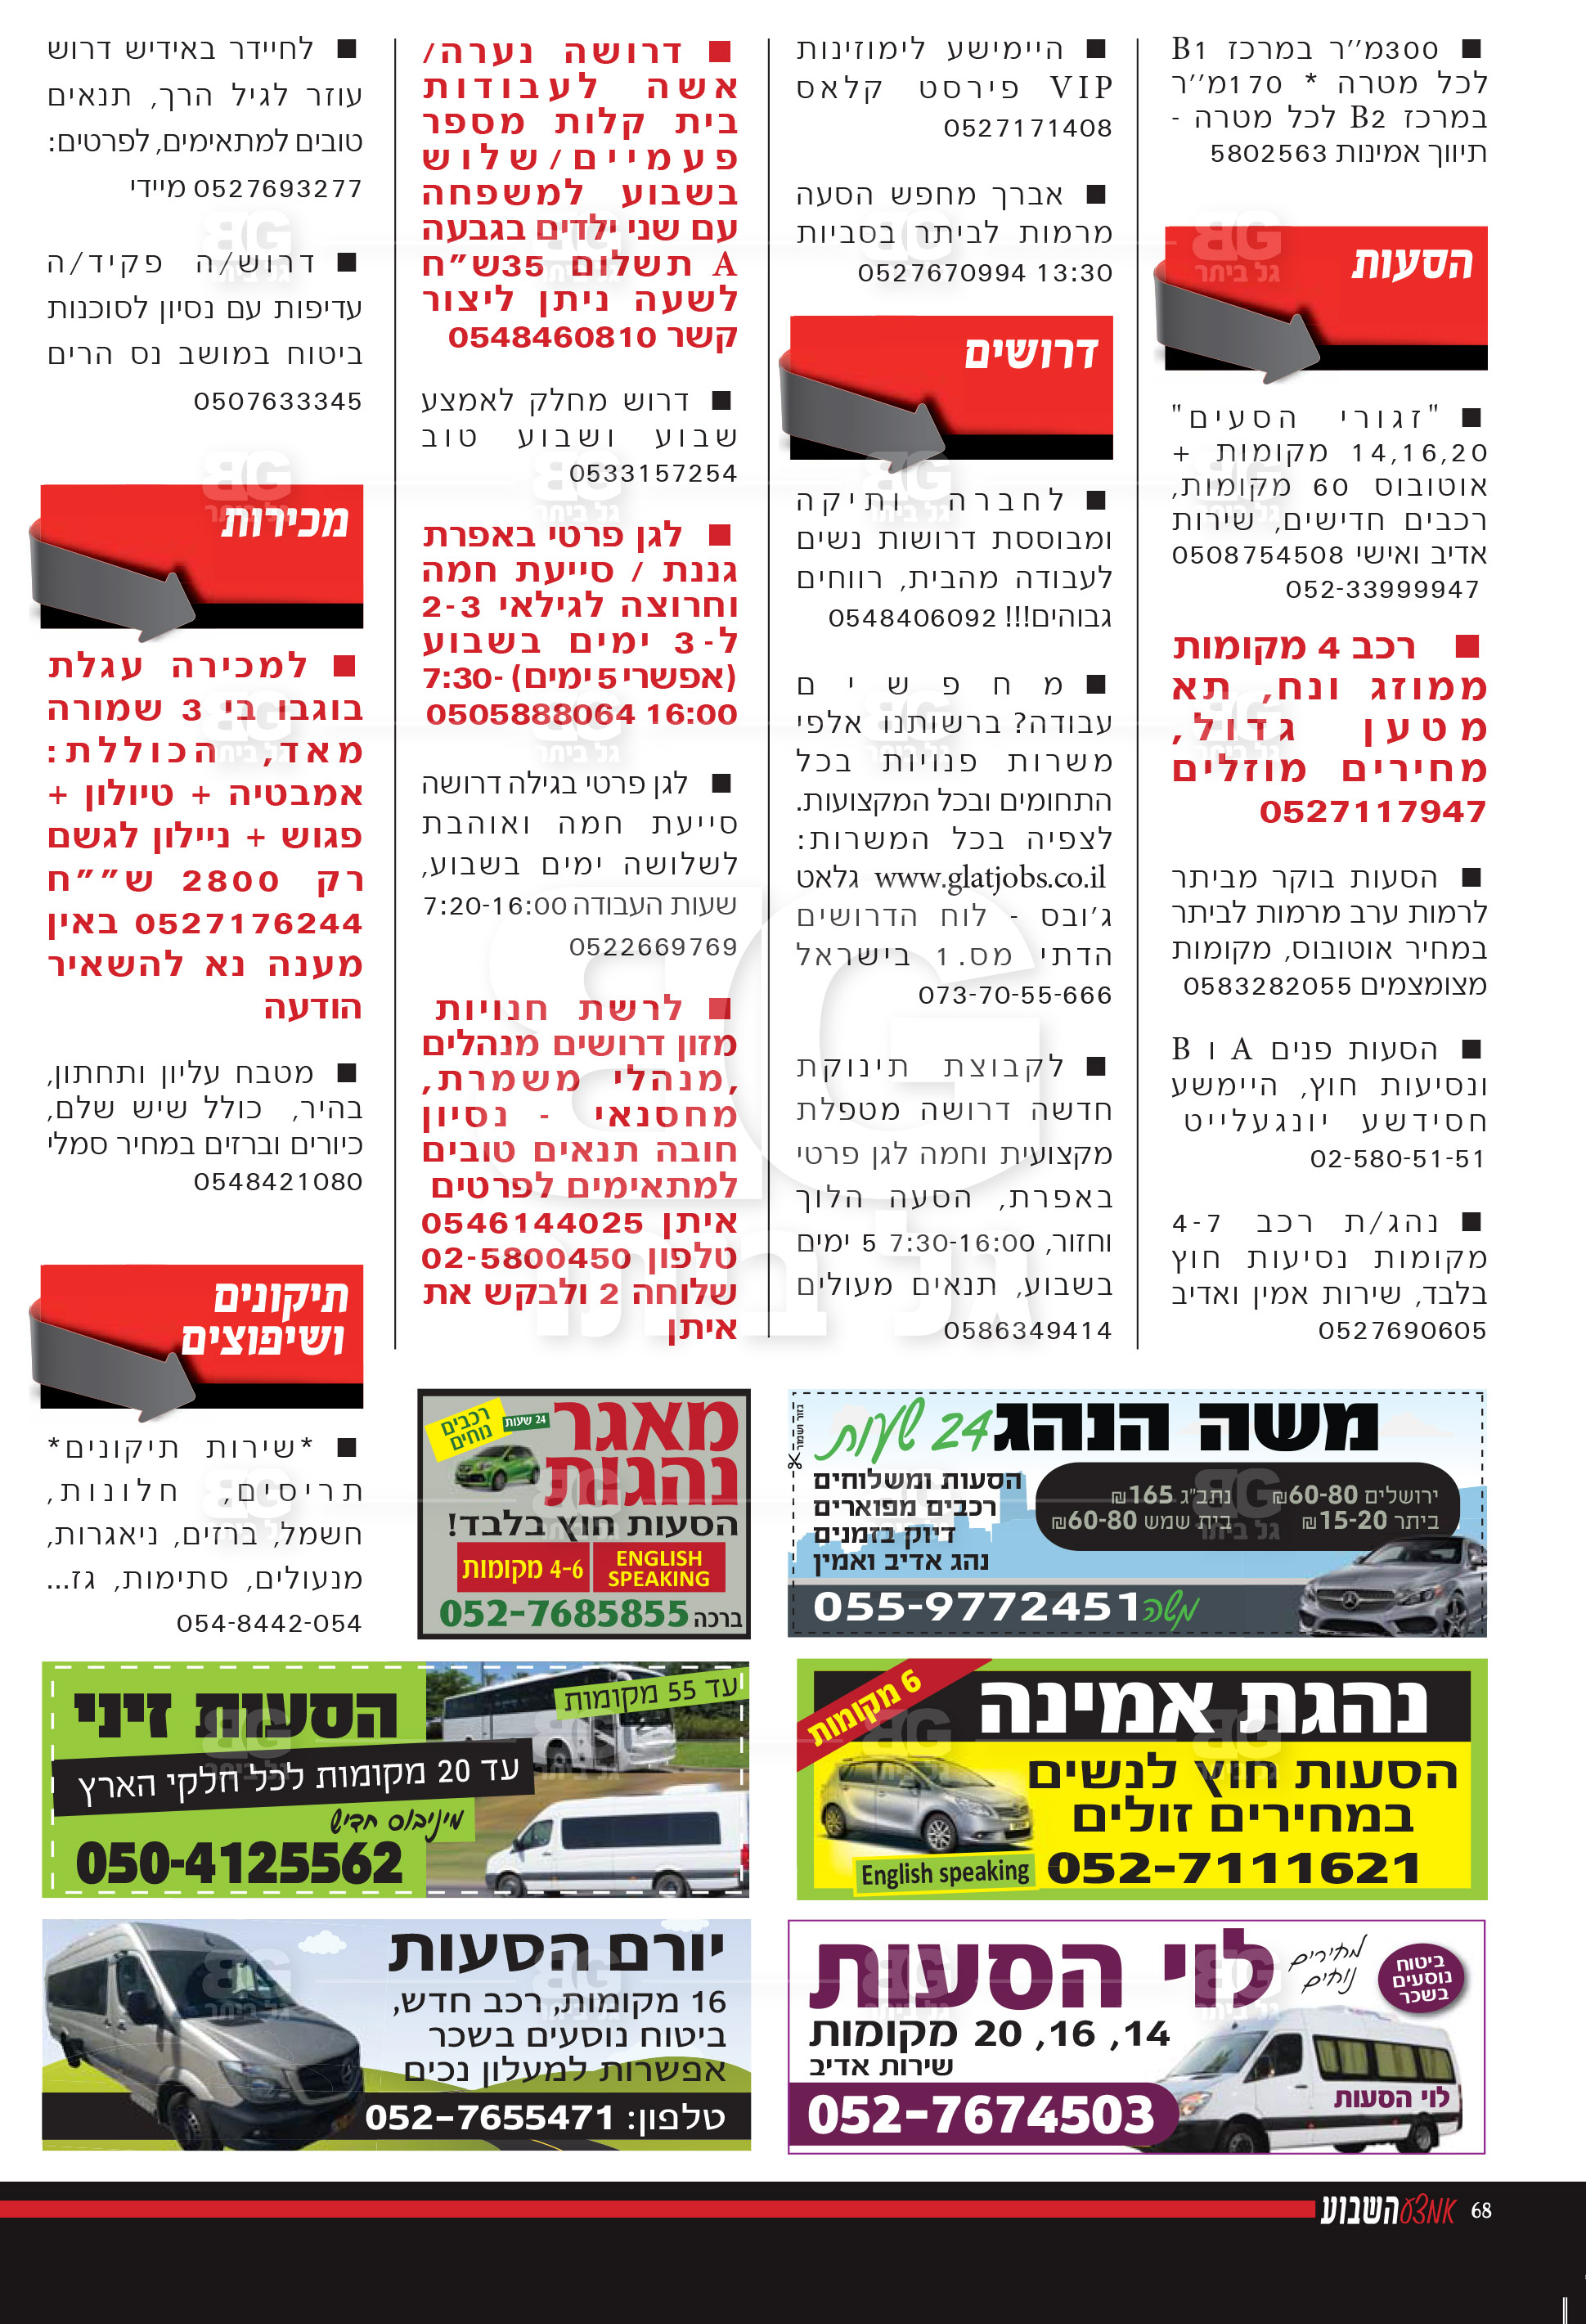 ■ 300מ''ר במרכז B1
לכל מטרה * 170מ''ר
במרכז B2 לכל מטרה -
תיווך אמינות 5802563
הסעות
■ "זגורי הסעים"
14,16,20 מקומות +
אוטובוס 60 מקומות,
רכבים חדישים, שירות
אדיב ואישי 0508754508
052-33999947
■ רכב 4 מקומות
ממוזג ונח, תא
מטען גדול,
מחירים מוזלים
0527117947
■ הסעות בוקר מביתר
לרמות ערב מרמות לביתר
במחיר אוטובוס, מקומות
מצומצמים 0583282055
■ הסעות פנים A ו B
ונסיעות חוץ, היימשע
חסידשע יונגעלייט
02-580-51-51
■ נהג/ת רכב 4-7
מקומות נסיעות חוץ
בלבד, שירות אמין ואדיב
0527690605
■ היימישע לימוזינות
VIP פירסט קלאס
0527171408
■ אברך מחפש הסעה
מרמות לביתר בסביות
13:30 0527670994
דרושים
■ לחברה ותיקה
ומבוססת דרושות נשים
לעבודה מהבית, רווחים
גבוהים!!! 0548406092
■ מחפשים
עבודה? ברשותנו אלפי
משרות פנויות בכל
התחומים ובכל המקצועות.
לצפיה בכל המשרות:
www.glatjobs.co.il גלאט
ג'ובס - לוח הדרושים
הדתי מס. 1 בישראל
073-70-55-666
■ לקבוצת תינוקת
חדשה דרושה מטפלת
מקצועית וחמה לגן פרטי
באפרת, הסעה הלוך
וחזור, 7:30-16:00 5 ימים
בשבוע, תנאים מעולים
0586349414
■ דרושה נערה/
אשה לעבודות
בית קלות מספר
פעמיים/שלוש
בשבוע למשפחה
עם שני ילדים בגבעה
A תשלום 35ש"ח
לשעה ניתן ליצור
קשר 0548460810
■ דרוש מחלק לאמצע
שבוע ושבוע טוב
0533157254
■ לגן פרטי באפרת
גננת / סייעת חמה
וחרוצה לגילאי 2-3
ל-3 ימים בשבוע
(אפשרי 5 ימים) 7:30-
16:00 0505888064
■ לגן פרטי בגילה דרושה
סייעת חמה ואוהבת
לשלושה ימים בשבוע,
שעות העבודה 7:20-16:00
0522669769
■ לרשת חנויות
מזון דרושים מנהלים
,מנהלי משמרת,
מחסנאי - נסיון
חובה תנאים טובים
למתאימים לפרטים
איתן 0546144025
טלפון 02-5800450
שלוחה 2 ולבקש את
איתן
■ לחיידר באידיש דרוש
עוזר לגיל הרך, תנאים
טובים למתאימים, לפרטים:
0527693277 מיידי
■ דרוש/ה פקיד/ה
עדיפות עם נסיון לסוכנות
ביטוח במושב נס הרים
0507633345
מכירות
■ למכירה עגלת
בוגבו בי 3 שמורה
מאד, הכוללת:
אמבטיה + טיולון +
פגוש + ניילון לגשם
רק 2800 ש""ח
0527176244 באין
מענה נא להשאיר
הודעה
■ מטבח עליון ותחתון,
בהיר, כולל שיש שלם,
כיורים וברזים במחיר סמלי
0548421080
תיקונים
ושיפוצים
■ *שירות תיקונים*
תריסים, חלונות,
חשמל, ברזים, ניאגרות,
מנעולים, סתימות, גז...
054-8442-054
משה הנהג 24 שעות
גזור ושמור
הסעות ומשלוחים
רכבים מפוארים
דיוק בזמנים
נהג אדיב ואמין
ירושלים 60-80₪ נתב"ג 165₪
ביתר 15-20₪ בית שמש 60-80₪
משה 055-9772451
מאגר
נהגות
24 שעות
רכבים
נוחים
הסעות חוץ בלבד!
ENGLISH
SPEAKING
4-6 מקומות
ברכה 052-7685855
נהגת אמינה
6 מקומות
הסעות חוץ לנשים
במחירים זולים
052-7111621
English speaking
הסעות זיני
עד 55 מקומות
עד 20 מקומות לכל חלקי הארץ
מיניבוס חדיש
050-4125562
לוי הסעות
מחירים
נוחים
ביטוח
נוסעים
בשכר
14, 16, 20 מקומות
שירות אדיב
052-7674503
לוי הסעות
יורם הסעות
16 מקומות, רכב חדש,
ביטוח נוסעים בשכר
אפשרות למעלון נכים
טלפון: 052-7655471
68 אמצע השבוע
BG
גל ביתר